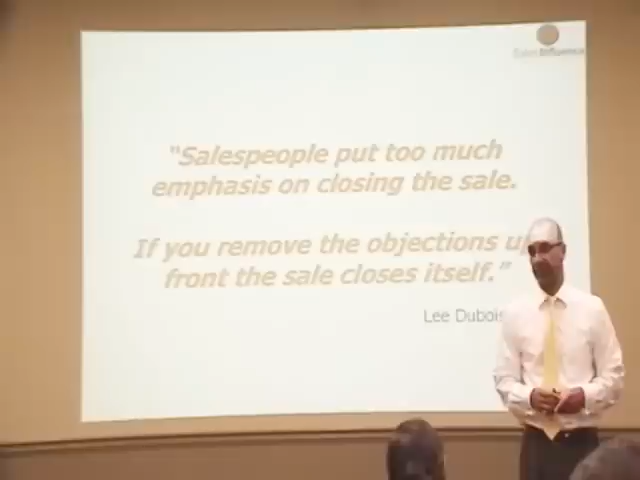 "Salespeople put too much
emphasis on closing the sale.
If you remove the objections
front the sale closes itself."
Lee Dubois